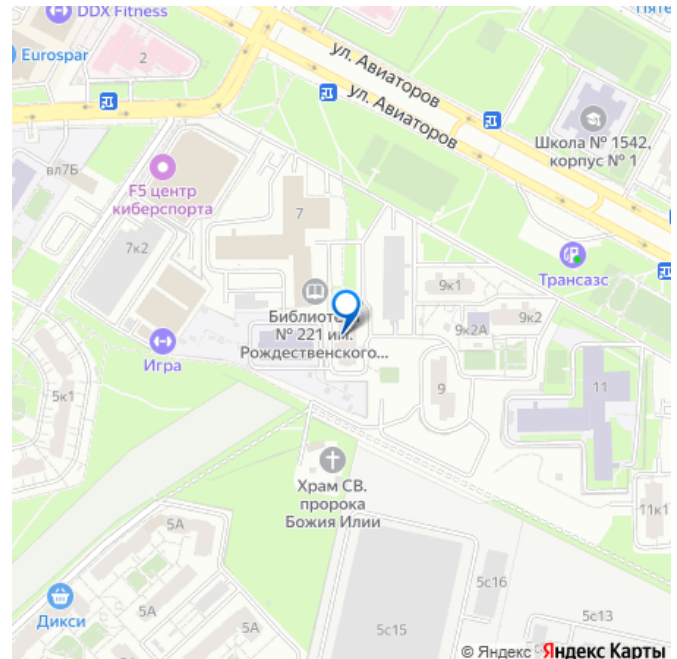 DDX Fitness
2
Eurospar
ул. Авиаторов
ул. Авиаторов
Школа № 1542,
корпус № 1
вл7Б
F5 центр
киберспорта
7
7к2
Трансазс
9к1
Библиоте
№ 221 им.
Рождественского...
9к2А
9к2
Игра
5к1
9
11
Храм СВ.
пророка
Божия Илии
11к1
5А
5А
5А
Дикси
5с16
5с15
5с13
© Яндекс Яндекс Карты